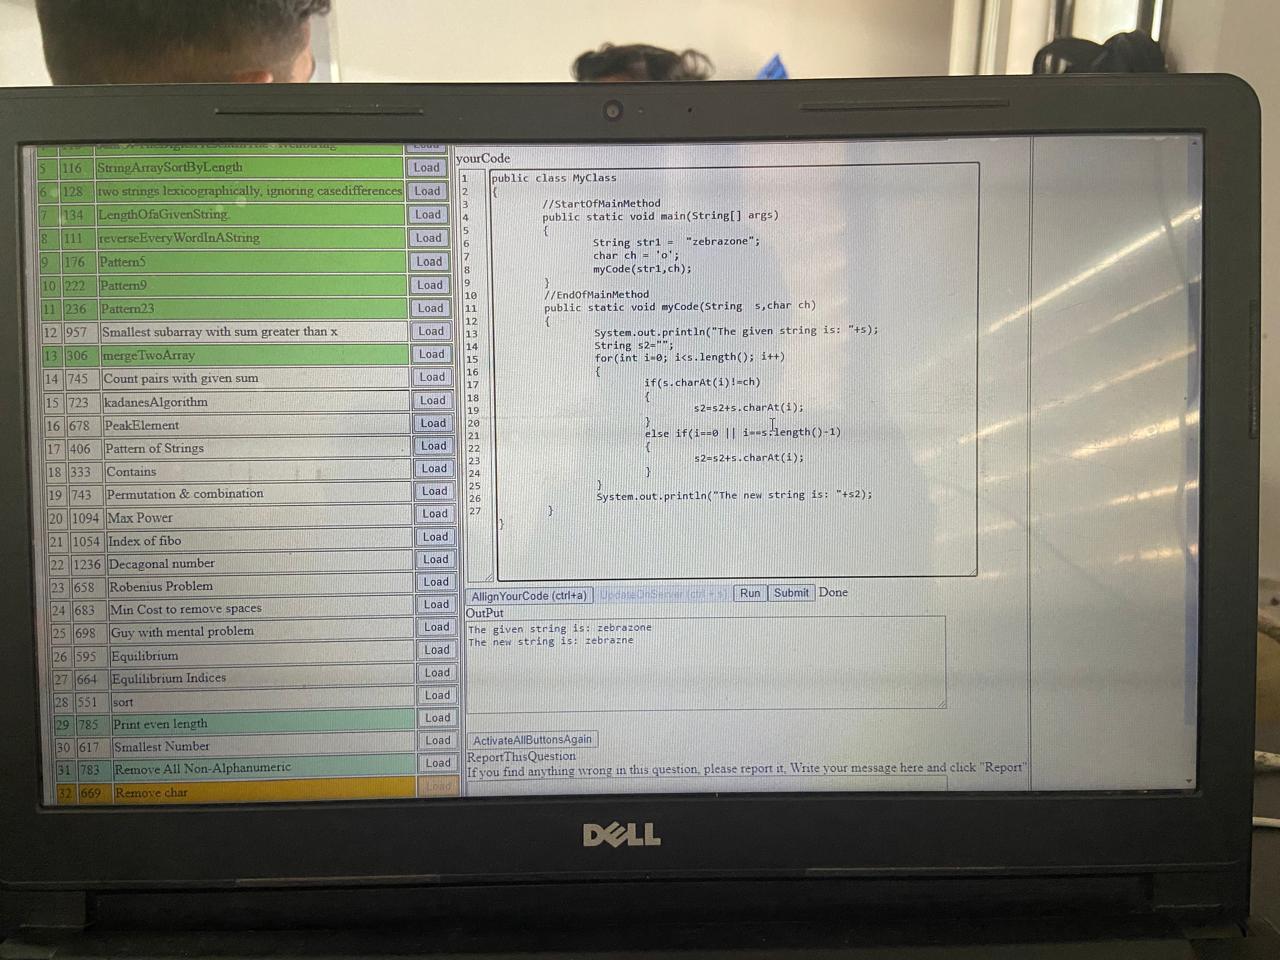 5 116 StringArraySortByLength Load
6 128 two strings lexicographically, ignoring casedifferences Load
7 134 LengthOfaGivenString. Load
8 111 reverseEveryWordInAString Load
9 176 Pattern5 Load
10 222 Pattern9 Load
11 236 Pattern23 Load
12 957 Smallest subarray with sum greater than x Load
13 306 mergeTwoArray Load
14 745 Count pairs with given sum Load
15 723 kadanesAlgorithm Load
16 678 PeakElement Load
17 406 Pattern of Strings Load
18 333 Contains Load
19 743 Permutation & combination Load
20 1094 Max Power Load
21 1054 Index of fibo Load
22 1236 Decagonal number Load
23 658 Robenius Problem Load
24 683 Min Cost to remove spaces Load
25 698 Guy with mental problem Load
26 595 Equilibrium Load
27 664 Equlilibrium Indices Load
28 551 sort Load
29 785 Print even length Load
30 617 Smallest Number Load
31 783 Remove All Non-Alphanumeric Load
32 669 Remove char Load
yourCode
1 public class MyClass
2 {
3 //StartOfMainMethod
4 public static void main(String[] args)
5 {
6 String str1 = "zebrazone";
7 char ch = 'o';
8 myCode(str1,ch);
9 }
10 //EndOfMainMethod
11 public static void myCode(String s,char ch)
12 {
13 System.out.println("The given string is: "+s);
14 String s2="";
15 for(int i=0; i<s.length(); i++)
16 {
17 if(s.charAt(i)!=ch)
18 {
19 s2=s2+s.charAt(i);
20 }
21 else if(i==0 || i==s.length()-1)
22 {
23 s2=s2+s.charAt(i);
24 }
25 }
26 System.out.println("The new string is: "+s2);
27 }
}
AllignYourCode (ctrl+a) UpdateOnServer (ctrl + s) Run Submit Done
OutPut
The given string is: zebrazone
The new string is: zebrazne
ActivateAllButtonsAgain
ReportThisQuestion
If you find anything wrong in this question, please report it, Write your message here and click "Report"
DELL